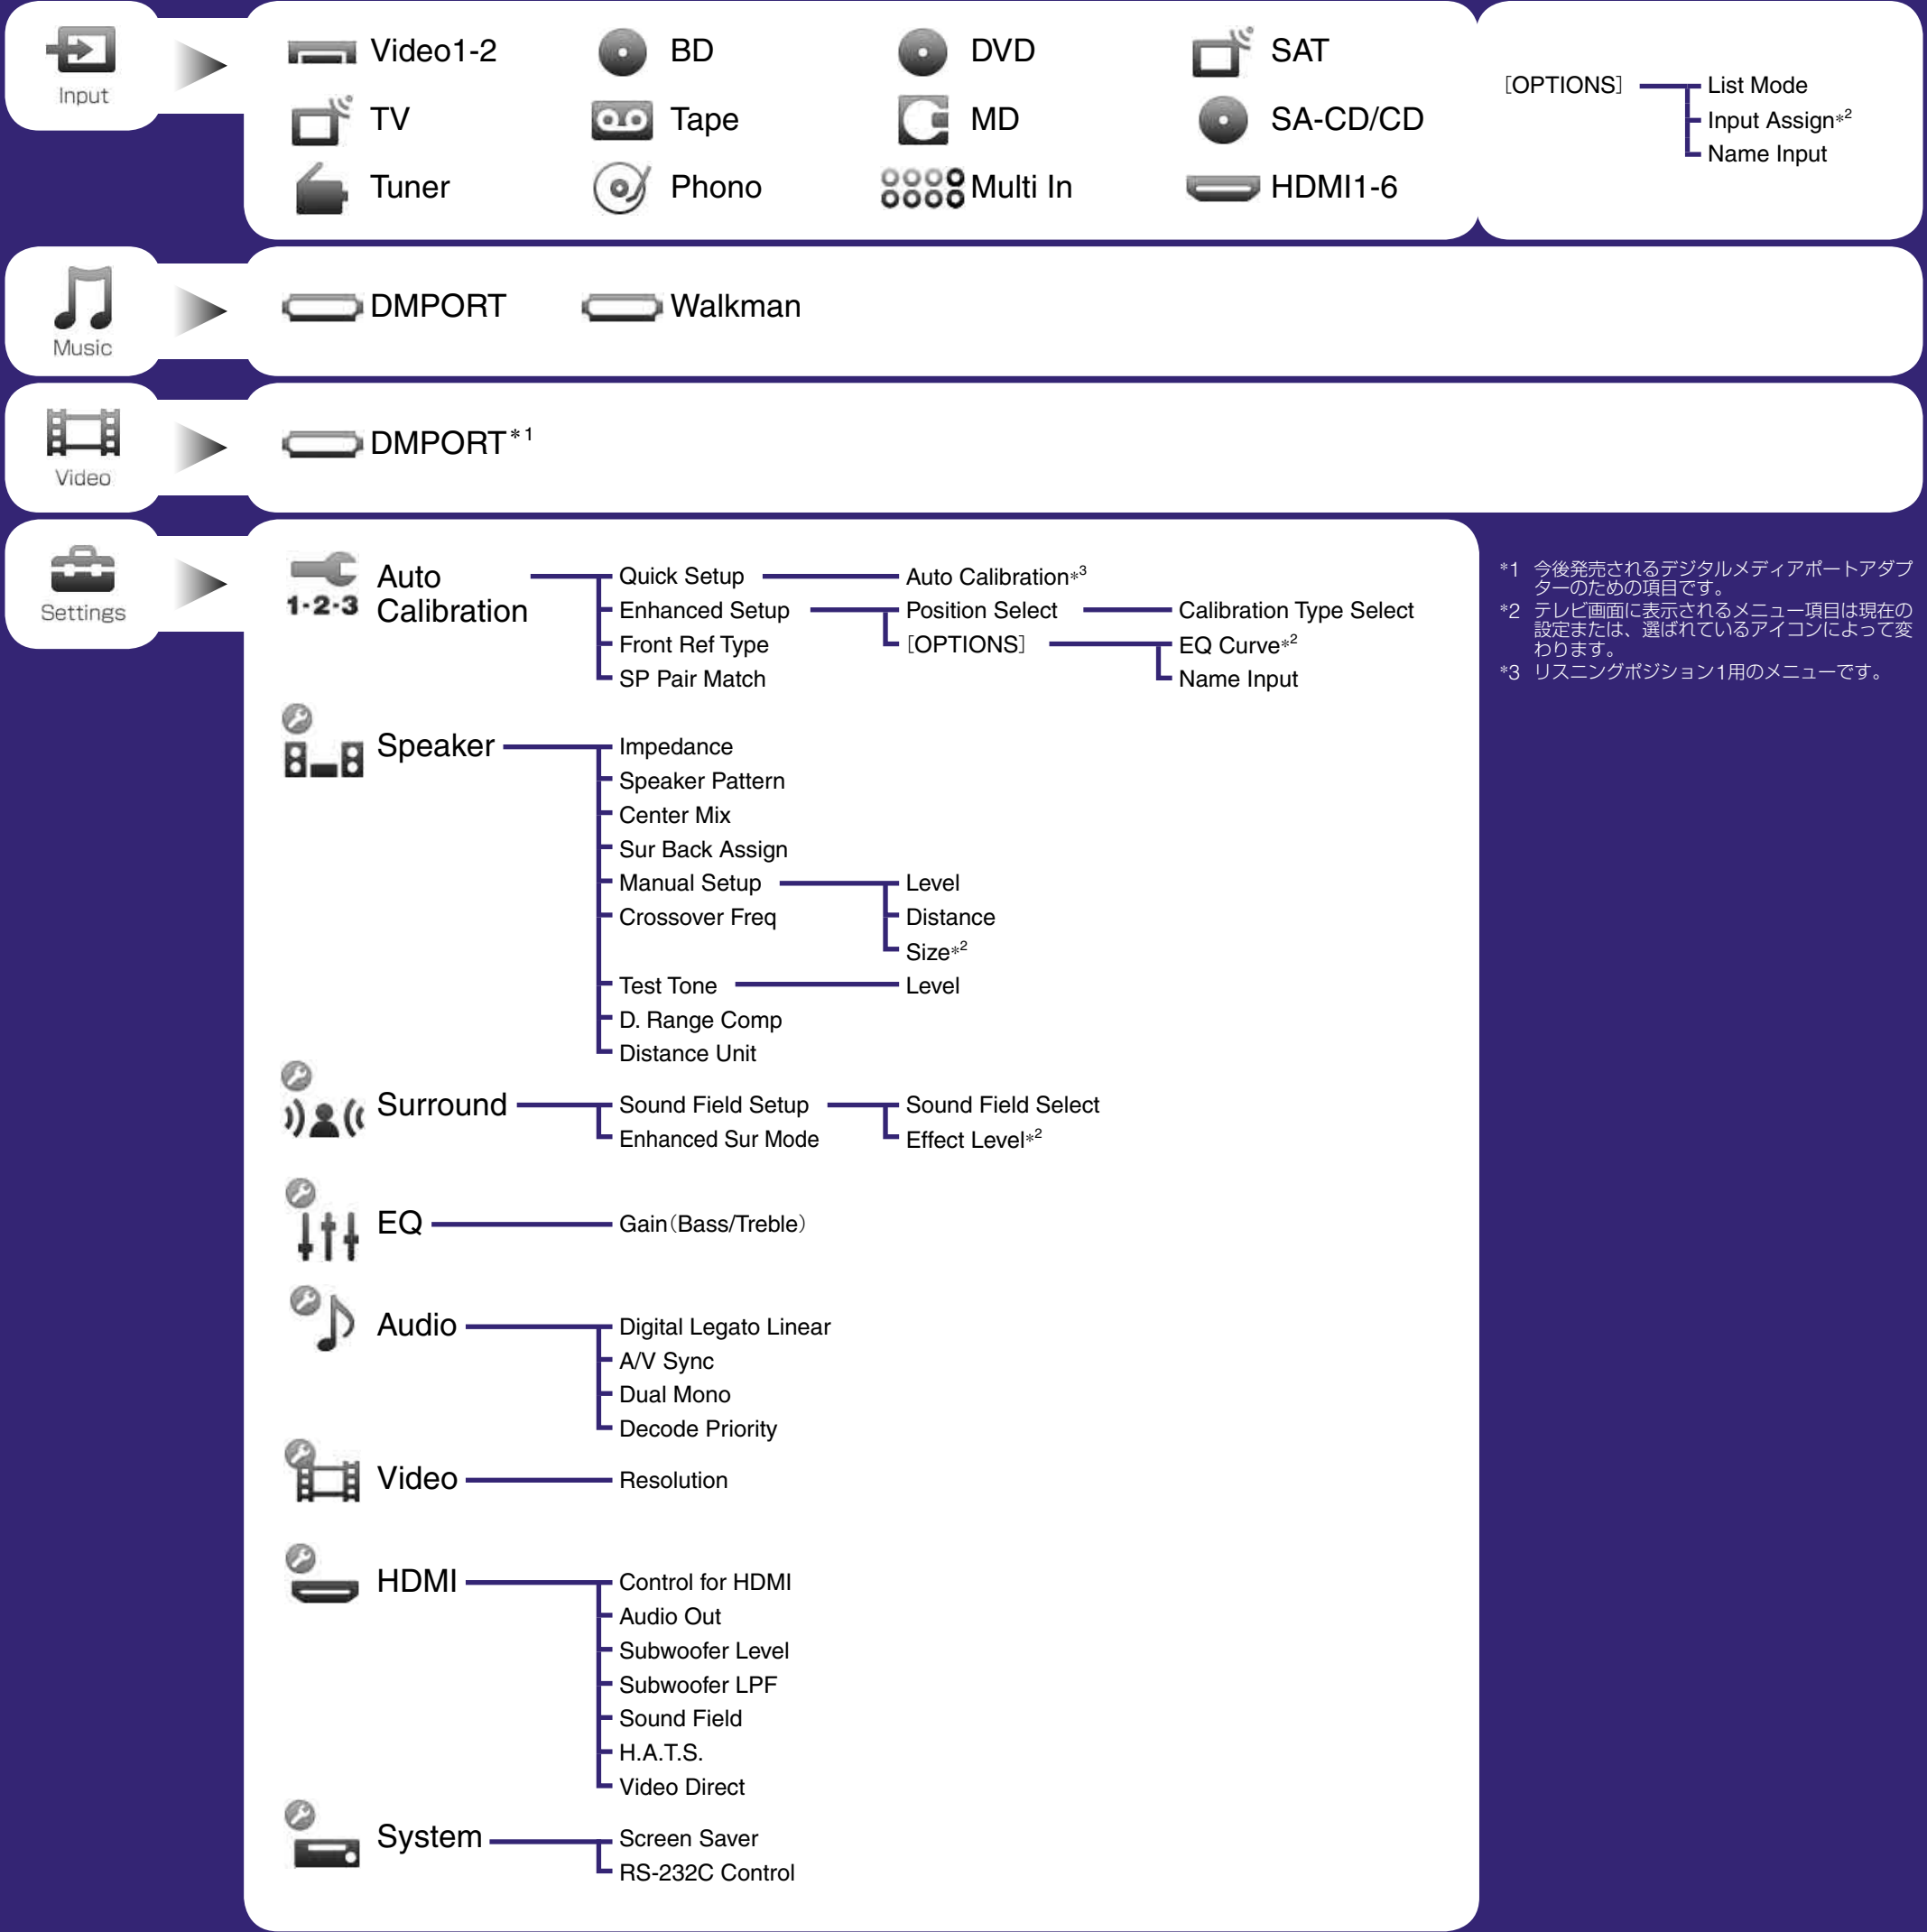 Input
Video1-2 BD DVD SAT
TV Tape MD SA-CD/CD
Tuner Phono Multi In HDMI1-6
[OPTIONS] List Mode
Input Assign*2
Name Input
Music
DMPORT Walkman
Video
DMPORT*1
Settings
1·2·3
Auto
Calibration
Quick Setup Auto Calibration*3
Enhanced Setup Position Select Calibration Type Select
Front Ref Type [OPTIONS] EQ Curve*2
SP Pair Match Name Input
Speaker Impedance
Speaker Pattern
Center Mix
Sur Back Assign
Manual Setup Level
Crossover Freq Distance
Size*2
Test Tone Level
D. Range Comp
Distance Unit
Surround Sound Field Setup Sound Field Select
Enhanced Sur Mode Effect Level*2
EQ Gain(Bass/Treble)
Audio Digital Legato Linear
A/V Sync
Dual Mono
Decode Priority
Video Resolution
HDMI Control for HDMI
Audio Out
Subwoofer Level
Subwoofer LPF
Sound Field
H.A.T.S.
Video Direct
System Screen Saver
RS-232C Control
*1 今後発売されるデジタルメディアポートアダプ
ターのための項目です。
*2 テレビ画面に表示されるメニュー項目は現在の
設定または、選ばれているアイコンによって変
わります。
*3 リスニングポジション1用のメニューです。